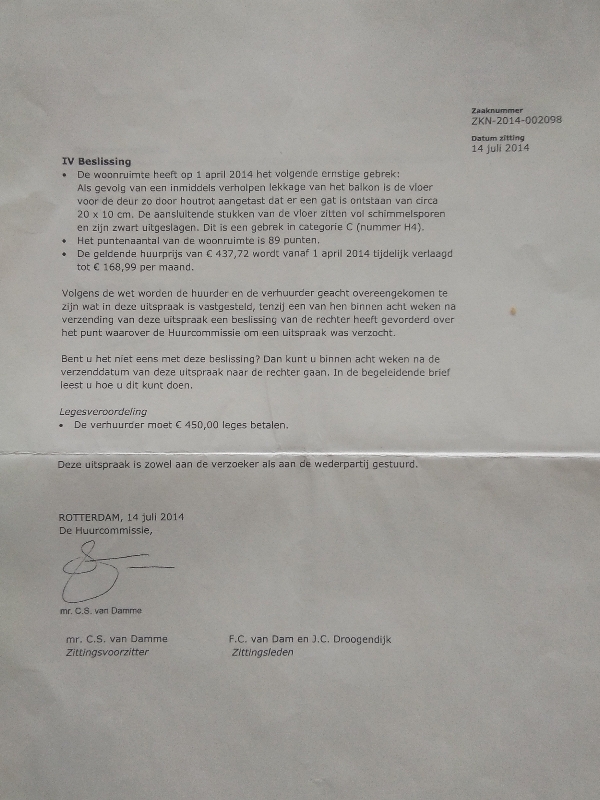 Zaaknummer
ZKN-2014-002098
Datum zitting
14 juli 2014
IV Beslissing
• De woonruimte heeft op 1 april 2014 het volgende ernstige gebrek:
Als gevolg van een inmiddels verholpen lekkage van het balkon is de vloer
voor de deur zo door houtrot aangetast dat er een gat is ontstaan van circa
20 x 10 cm. De aansluitende stukken van de vloer zitten vol schimmelsporen
en zijn zwart uitgeslagen. Dit is een gebrek in categorie C (nummer H4).
• Het puntenaantal van de woonruimte is 89 punten.
• De geldende huurprijs van € 437,72 wordt vanaf 1 april 2014 tijdelijk verlaagd
tot € 168,99 per maand.
Volgens de wet worden de huurder en de verhuurder geacht overeengekomen te
zijn wat in deze uitspraak is vastgesteld, tenzij een van hen binnen acht weken na
verzending van deze uitspraak een beslissing van de rechter heeft gevorderd over
het punt waarover de Huurcommissie om een uitspraak was verzocht.
Bent u het niet eens met deze beslissing? Dan kunt u binnen acht weken na de
verzenddatum van deze uitspraak naar de rechter gaan. In de begeleidende brief
leest u hoe u dit kunt doen.
Legesveroordeling
• De verhuurder moet € 450,00 leges betalen.
Deze uitspraak is zowel aan de verzoeker als aan de wederpartij gestuurd.
ROTTERDAM, 14 juli 2014
De Huurcommissie,
mr. C.S. van Damme
mr. C.S. van Damme F.C. van Dam en J.C. Droogendijk
Zittingsvoorzitter Zittingsleden